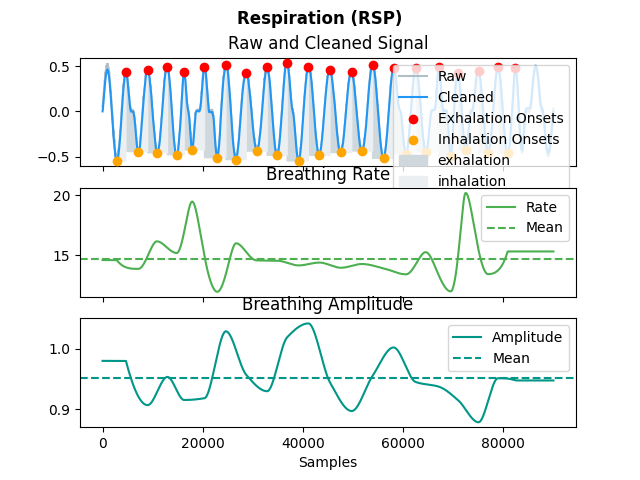 Respiration (RSP)
Raw and Cleaned Signal
0.5
0.0
−0.5
Raw
Cleaned
Exhalation Onsets
Inhalation Onsets
exhalation
inhalation
Breathing Rate
20
15
Rate
Mean
Breathing Amplitude
1.0
0.9
Amplitude
Mean
0 20000 40000 60000 80000
Samples